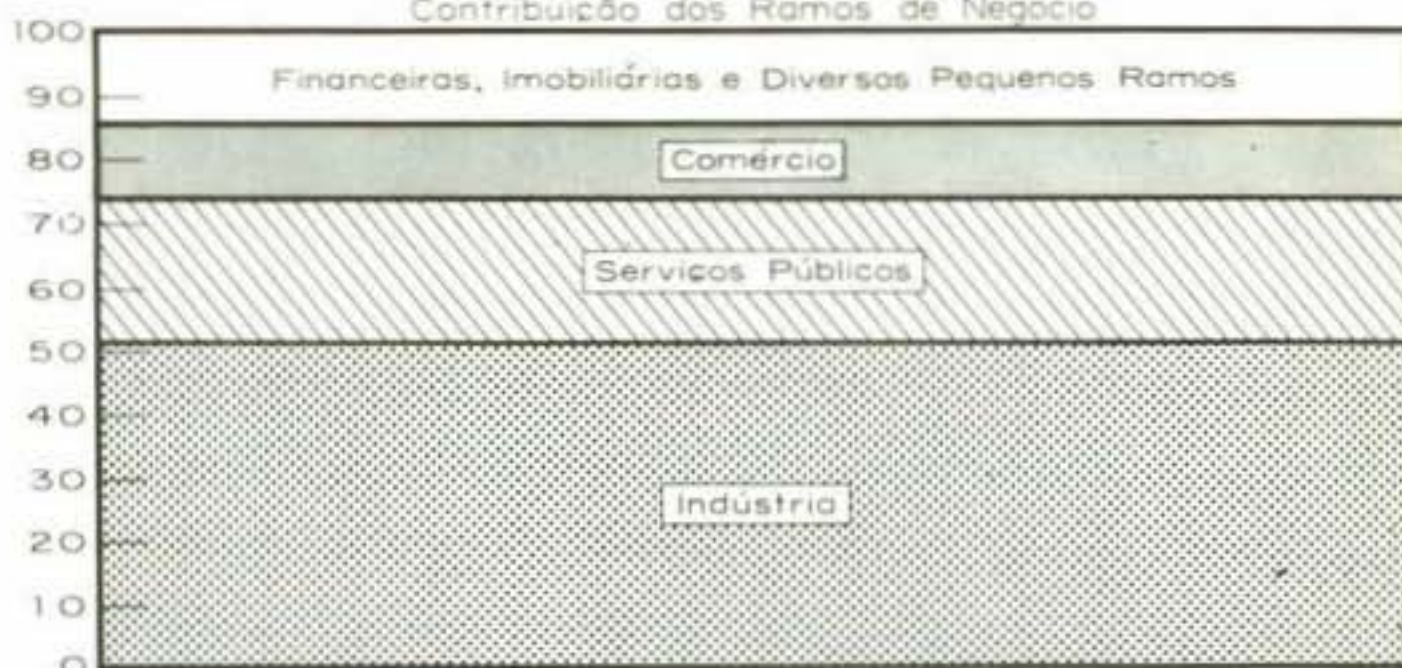 Contribuição dos Ramos de Negócio
100
Financeiras, Imobiliárias e Diversos Pequenos Ramos
90
80
Comércio
70
Serviços Públicos
60
50
40
30
Indústria
20
10
0